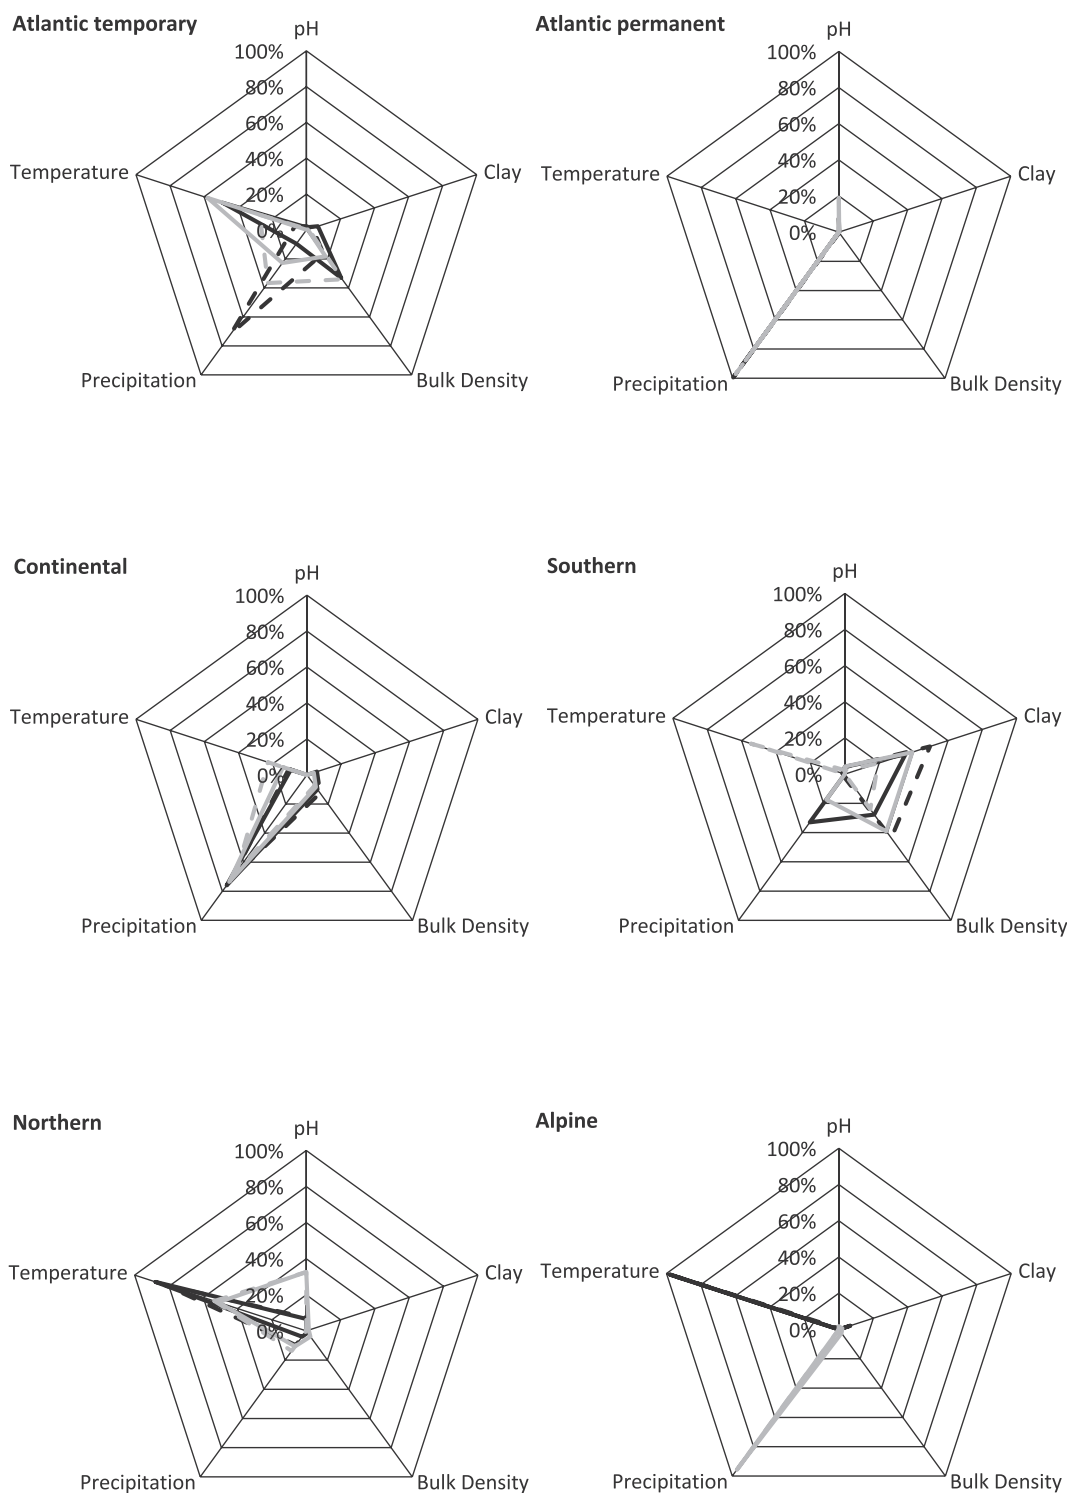 Atlantic temporary
pH
100%
80%
60%
40%
20%
0%
Temperature
Clay
Precipitation
Bulk Density
Atlantic permanent
pH
100%
80%
60%
40%
20%
0%
Temperature
Clay
Precipitation
Bulk Density
Continental
pH
100%
80%
60%
40%
20%
0%
Temperature
Clay
Precipitation
Bulk Density
Southern
pH
100%
80%
60%
40%
20%
0%
Temperature
Clay
Precipitation
Bulk Density
Northern
pH
100%
80%
60%
40%
20%
0%
Temperature
Clay
Precipitation
Bulk Density
Alpine
pH
100%
80%
60%
40%
20%
0%
Temperature
Clay
Precipitation
Bulk Density